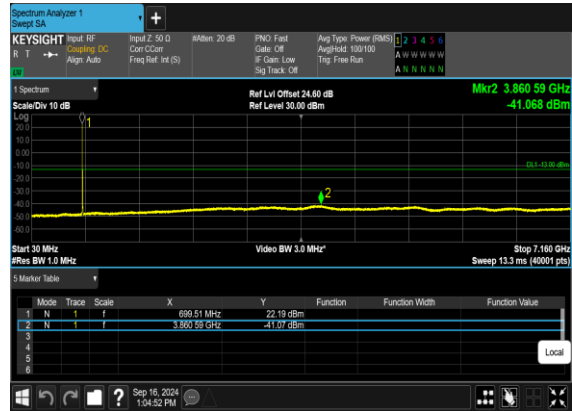 Spectrum Analyzer 1
Swept SA
+
KEYSIGHT Input: RF Input Z: 50 Ω #Atten: 20 dB PNO: Fast Avg Type: Power (RMS) 1 2 3 4 5 6
R T Coupling: DC Corr CCorr Gate: Off Avg|Hold: 100/100 A W W W W W
Align: Auto Freq Ref: Int (S) IF Gain: Low Trig: Free Run
Sig Track: Off A N N N N N
1 Spectrum Ref Lvl Offset 24.60 dB Mkr2 3.860 59 GHz
Scale/Div 10 dB Ref Level 30.00 dBm -41.068 dBm
Log
1
20.0
10.0
0.00
-10.0 DL1 -13.00 dBm
-20.0
-30.0
2
-40.0
-50.0
-60.0
Start 30 MHz Video BW 3.0 MHz* Stop 7.160 GHz
#Res BW 1.0 MHz Sweep 13.3 ms (40001 pts)
5 Marker Table
Mode Trace Scale X Y Function Function Width Function Value
1 N 1 f 699.51 MHz 22.19 dBm
2 N 1 f 3.860 59 GHz -41.07 dBm
3
4
5
6
Local
? Sep 16, 2024
1:04:52 PM